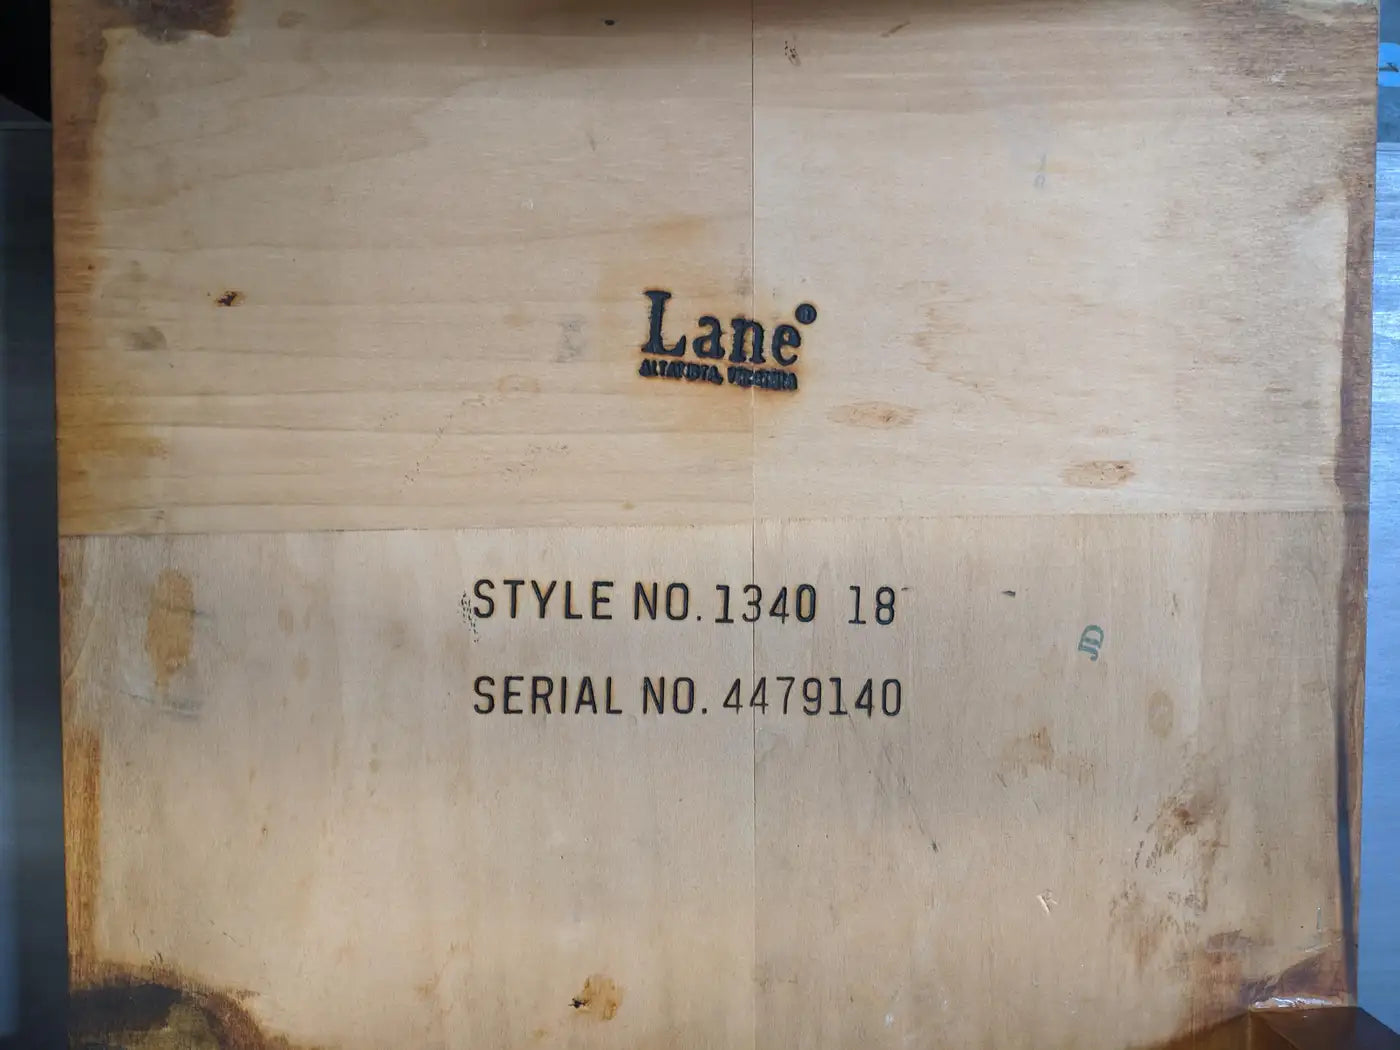 Lane®
ALTAVISTA, VIRGINIA
STYLE NO. 1340 18
SERIAL NO. 4479140
JD